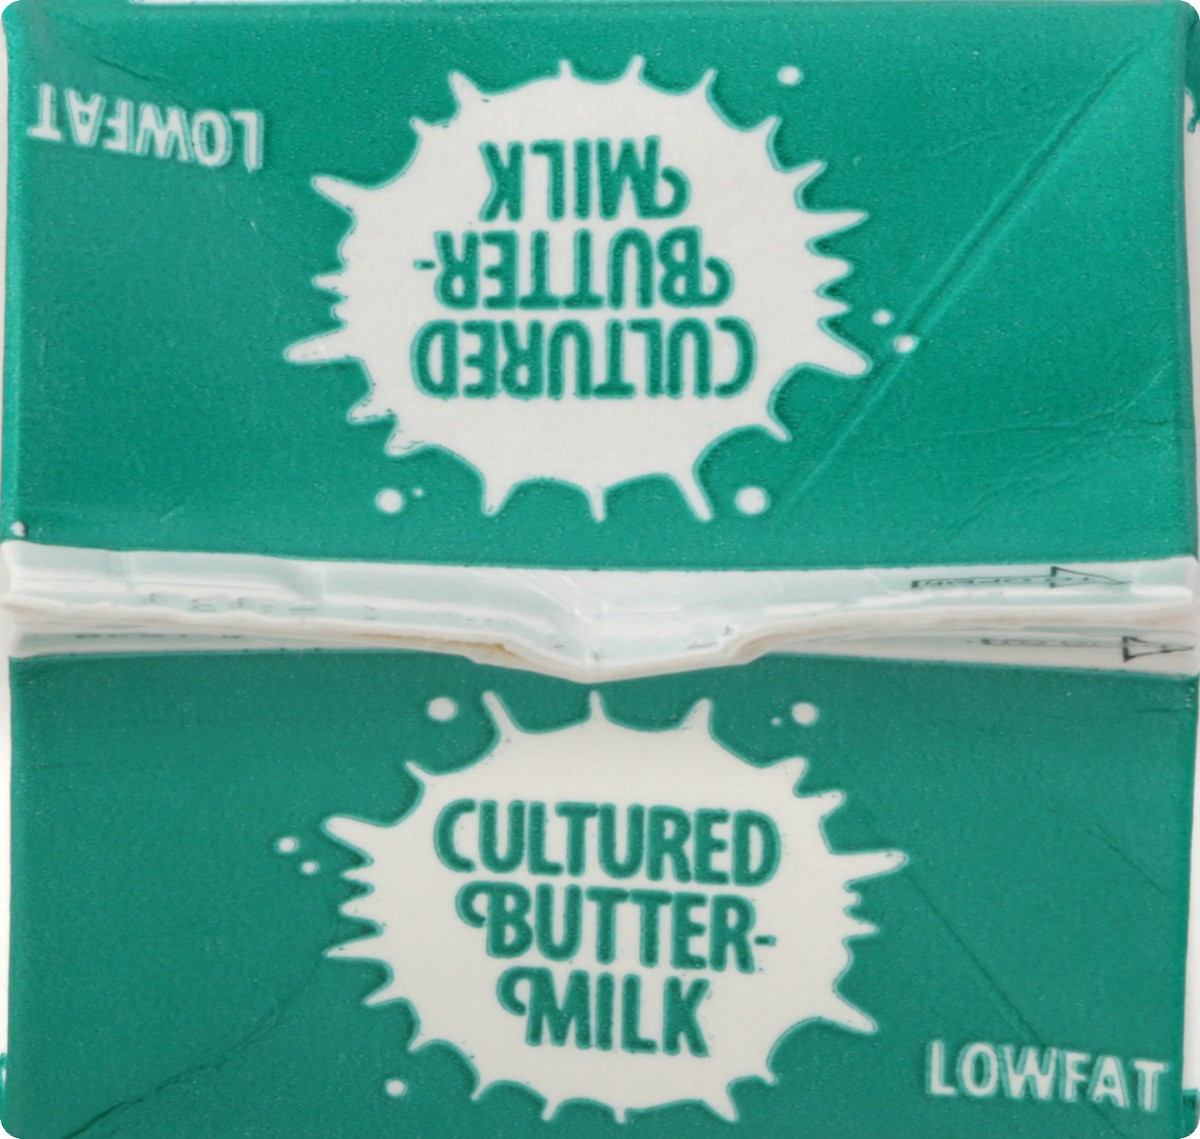 LOWFAT
CULTURED
BUTTER-
MILK
CULTURED
BUTTER-
MILK
LOWFAT